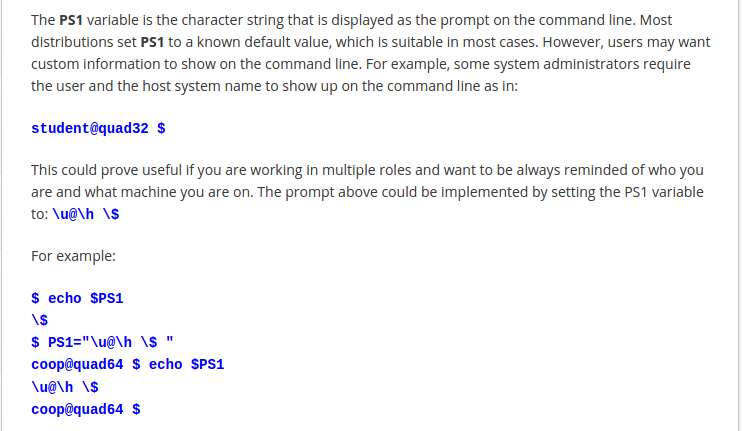 The PS1 variable is the character string that is displayed as the prompt on the command line. Most
distributions set PS1 to a known default value, which is suitable in most cases. However, users may want
custom information to show on the command line. For example, some system administrators require
the user and the host system name to show up on the command line as in:
student@quad32 $
This could prove useful if you are working in multiple roles and want to be always reminded of who you
are and what machine you are on. The prompt above could be implemented by setting the PS1 variable
to: \u@\h \$
For example:
$ echo $PS1
\$
$ PS1="\u@\h \$ "
coop@quad64 $ echo $PS1
\u@\h \$
coop@quad64 $